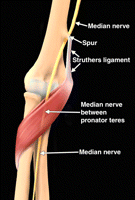 Median nerve
Spur
Struthers ligament
Median nerve
between
pronator teres
Median nerve